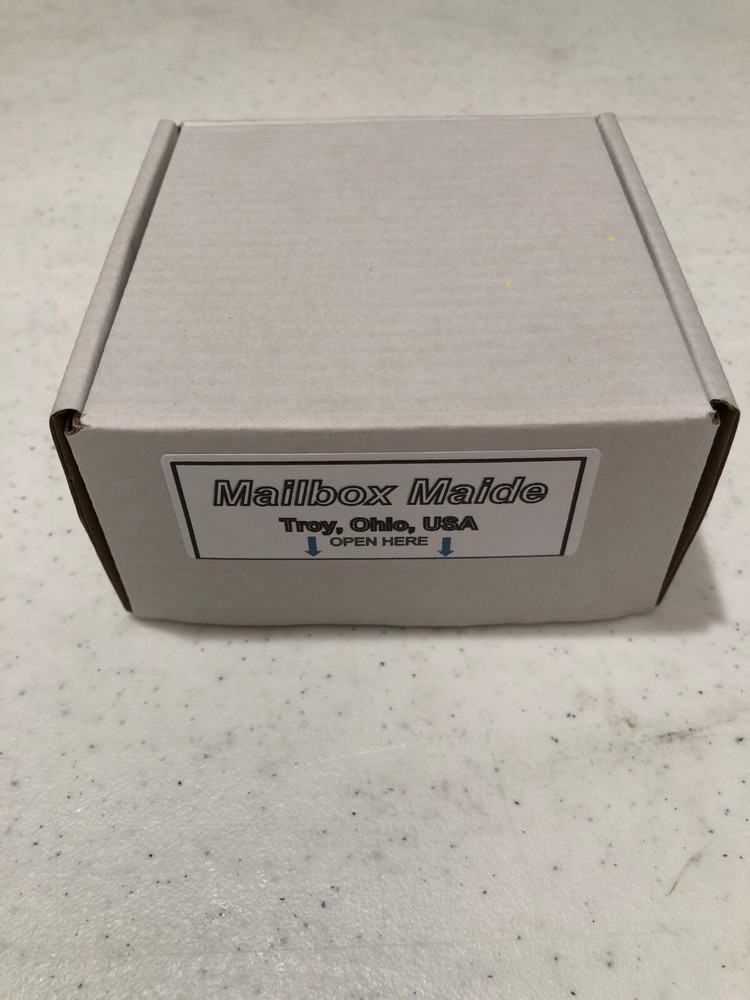 Mailbox Maide
Troy, Ohio, USA
OPEN HERE